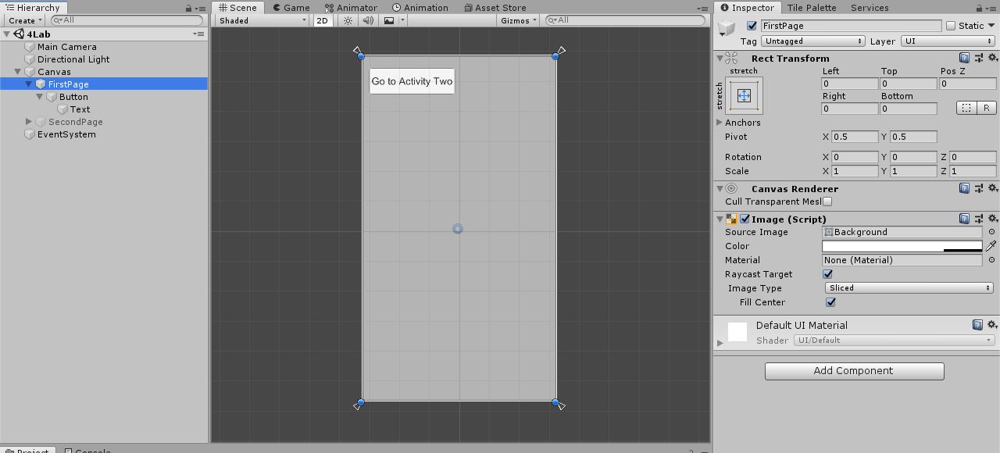 Hierarchy
Create All
4Lab
Main Camera
Directional Light
Canvas
FirstPage
Button
Text
SecondPage
EventSystem
Scene Game Animator Animation Asset Store
Shaded 2D Gizmos All
Go to Activity Two
Inspector Tile Palette Services
FirstPage Static
Tag Untagged Layer UI
Rect Transform
stretch Left Top Pos Z
stretch 0 0 0
Right Bottom
0 0 R
Anchors
Pivot X 0.5 Y 0.5
Rotation X 0 Y 0 Z 0
Scale X 1 Y 1 Z 1
Canvas Renderer
Cull Transparent Mesl
Image (Script)
Source Image Background
Color
Material None (Material)
Raycast Target
Image Type Sliced
Fill Center
Default UI Material
Shader UI/Default
Add Component
Project Console